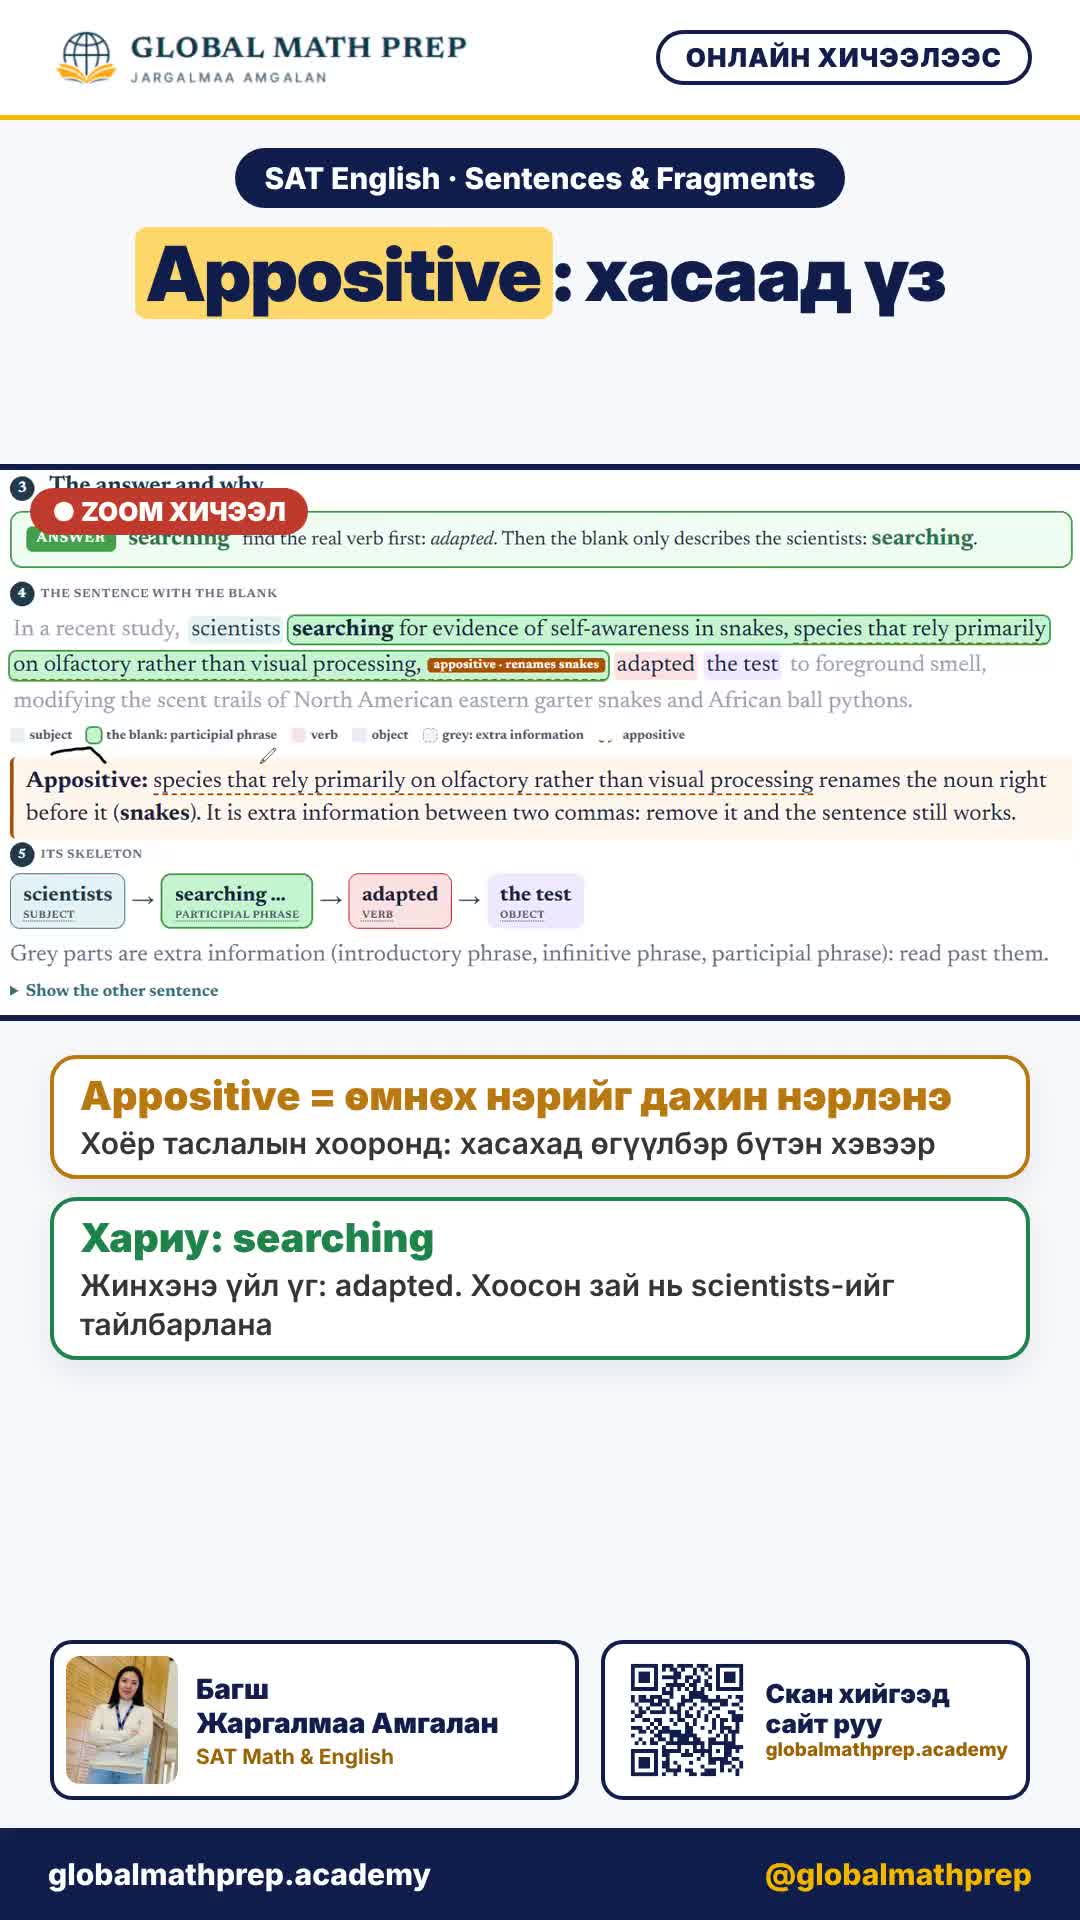 GLOBAL MATH PREP
JARGALMAA AMGALAN
ОНЛАЙН ХИЧЭЭЛЭЭС
SAT English · Sentences & Fragments
Appositive: хасаад үз
3 The answer and why
ZOOM ХИЧЭЭЛ
ANSWER searching find the real verb first: adapted. Then the blank only describes the scientists: searching.
4 THE SENTENCE WITH THE BLANK
In a recent study, scientists searching for evidence of self-awareness in snakes, species that rely primarily
on olfactory rather than visual processing, appositive · renames snakes adapted the test to foreground smell,
modifying the scent trails of North American eastern garter snakes and African ball pythons.
subject the blank: participial phrase verb object grey: extra information appositive
Appositive: species that rely primarily on olfactory rather than visual processing renames the noun right
before it (snakes). It is extra information between two commas: remove it and the sentence still works.
5 ITS SKELETON
scientists → searching ... → adapted → the test
SUBJECT PARTICIPIAL PHRASE VERB OBJECT
Grey parts are extra information (introductory phrase, infinitive phrase, participial phrase): read past them.
▶ Show the other sentence
Appositive = өмнөх нэрийг дахин нэрлэнэ
Хоёр таслалын хооронд: хасахад өгүүлбэр бүтэн хэвээр
Хариу: searching
Жинхэнэ үйл үг: adapted. Хоосон зай нь scientists-ийг
тайлбарлана
Багш
Жаргалмаа Амгалан
SAT Math & English
Скан хийгээд
сайт руу
globalmathprep.academy
globalmathprep.academy
@globalmathprep